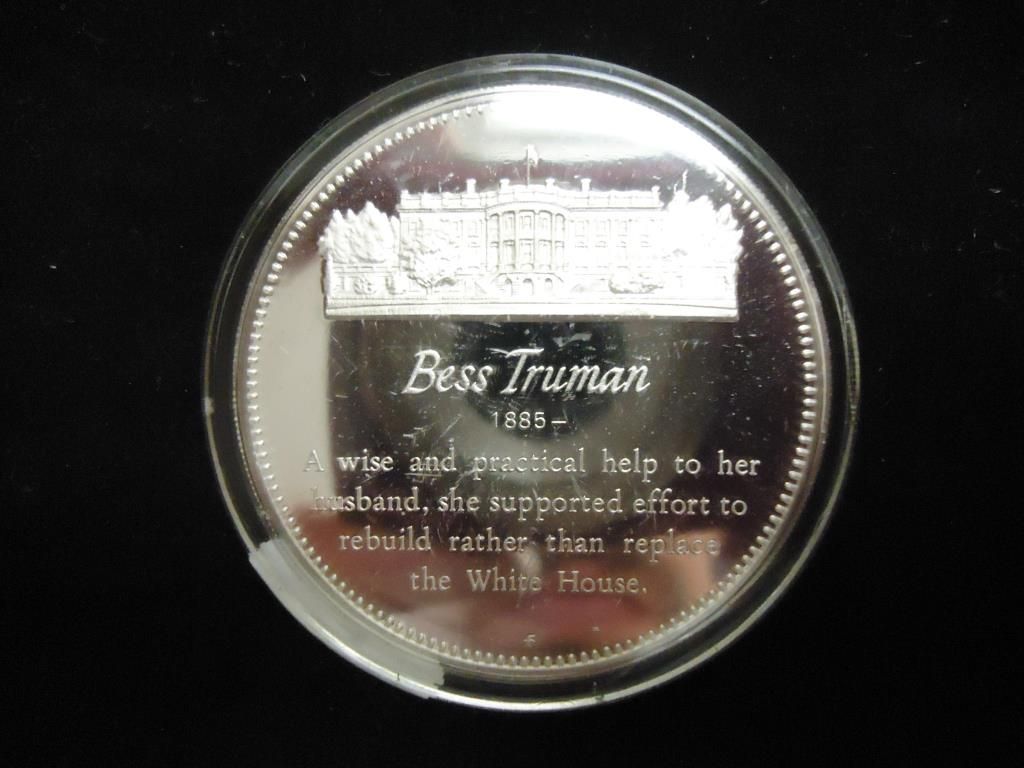 Bess Truman
1885–
A wise and practical help to her
husband, she supported effort to
rebuild rather than replace
the White House.